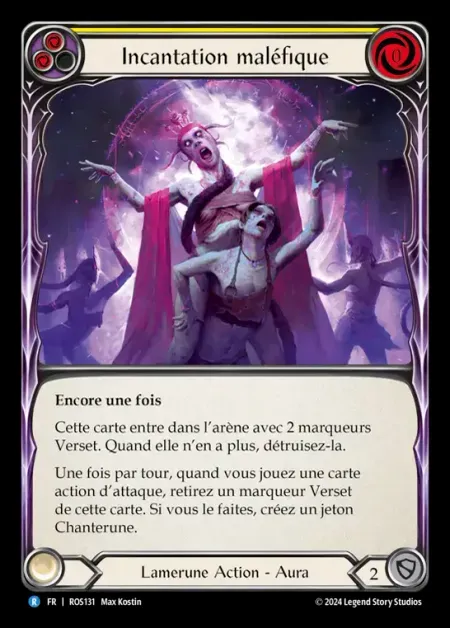 Incantation maléfique
0
Encore une fois
Cette carte entre dans l'arène avec 2 marqueurs
Verset. Quand elle n'en a plus, détruisez-la.
Une fois par tour, quand vous jouez une carte
action d'attaque, retirez un marqueur Verset
de cette carte. Si vous le faites, créez un jeton
Chanterune.
Lamerune Action - Aura
2
R FR | ROS131 Max Kostin
© 2024 Legend Story Studios